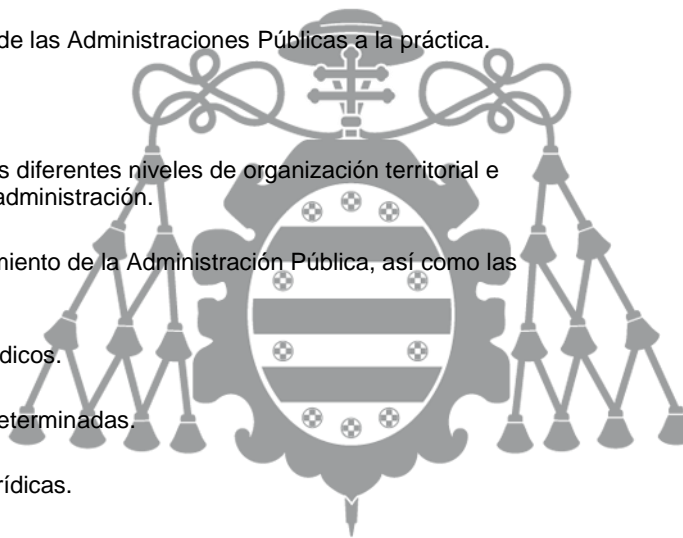 de las Administraciones Públicas a la práctica.
s diferentes niveles de organización territorial e
administración.
miento de la Administración Pública, así como las
dicos.
eterminadas.
rídicas.